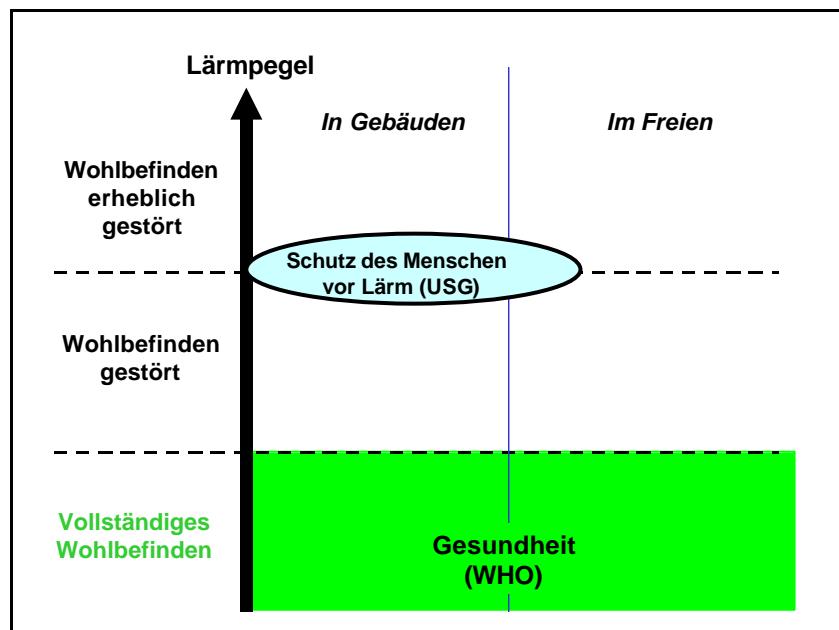 Lärmpegel
In Gebäuden
Im Freien
Wohlbefinden
erheblich
gestört
Schutz des Menschen
vor Lärm (USG)
Wohlbefinden
gestört
Vollständiges
Wohlbefinden
Gesundheit
(WHO)